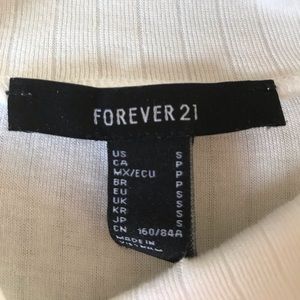 FOREVER 21
US S
CA P
MX/ECU P
BR P
EU S
UK S
KR S
JP S
CN 160/84A
MADE IN